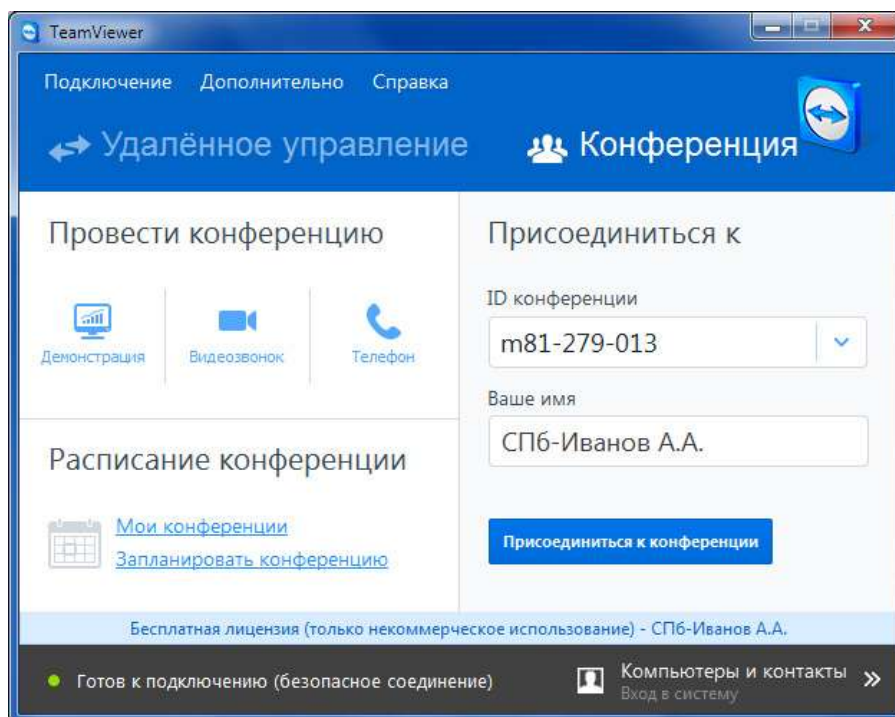 TeamViewer
Подключение Дополнительно Справка
Удалённое управление
Конференция
Провести конференцию
Демонстрация
Видеозвонок
Телефон
Расписание конференции
Мои конференции
Запланировать конференцию
Присоединиться к
ID конференции
m81-279-013
Ваше имя
СПб-Иванов А.А.
Присоединиться к конференции
Бесплатная лицензия (только некоммерческое использование) - СПб-Иванов А.А.
Готов к подключению (безопасное соединение)
Компьютеры и контакты
Вход в систему